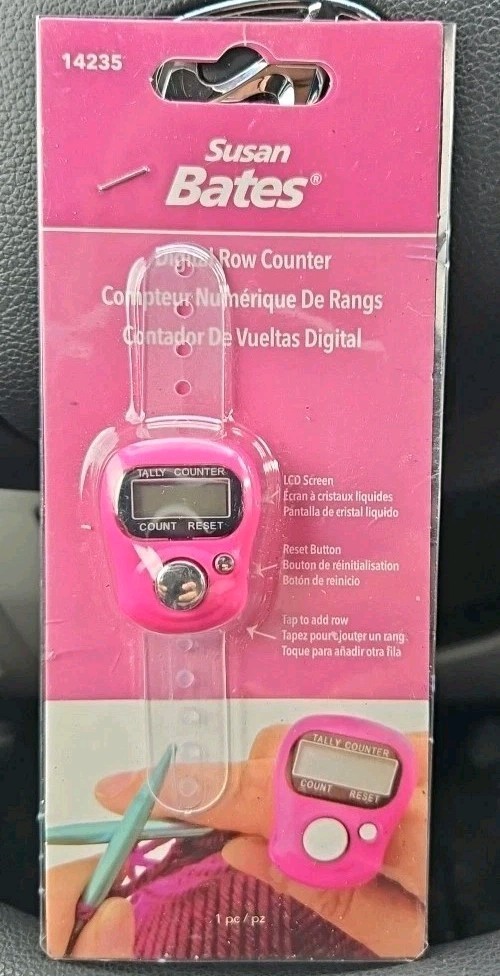 14235
Susan
Bates®
Digital Row Counter
Compteur Numérique De Rangs
Contador De Vueltas Digital
TALLY COUNTER
COUNT RESET
LCD Screen
Écran à cristaux liquides
Pantalla de cristal liquido
Reset Button
Bouton de réinitialisation
Botón de reinicio
Tap to add row
Tapez pour ajouter un rang
Toque para añadir otra fila
TALLY COUNTER
COUNT RESET
1 pc / pz